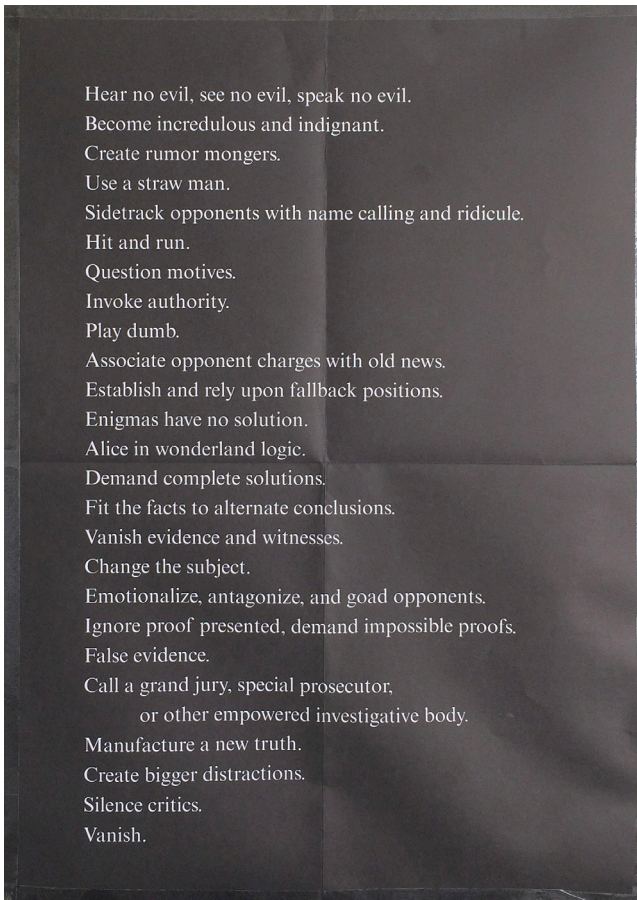 Hear no evil, see no evil, speak no evil.
Become incredulous and indignant.
Create rumor mongers.
Use a straw man.
Sidetrack opponents with name calling and ridicule.
Hit and run.
Question motives.
Invoke authority.
Play dumb.
Associate opponent charges with old news.
Establish and rely upon fallback positions.
Enigmas have no solution.
Alice in wonderland logic.
Demand complete solutions.
Fit the facts to alternate conclusions.
Vanish evidence and witnesses.
Change the subject.
Emotionalize, antagonize, and goad opponents.
Ignore proof presented, demand impossible proofs.
False evidence.
Call a grand jury, special prosecutor,
or other empowered investigative body.
Manufacture a new truth.
Create bigger distractions.
Silence critics.
Vanish.